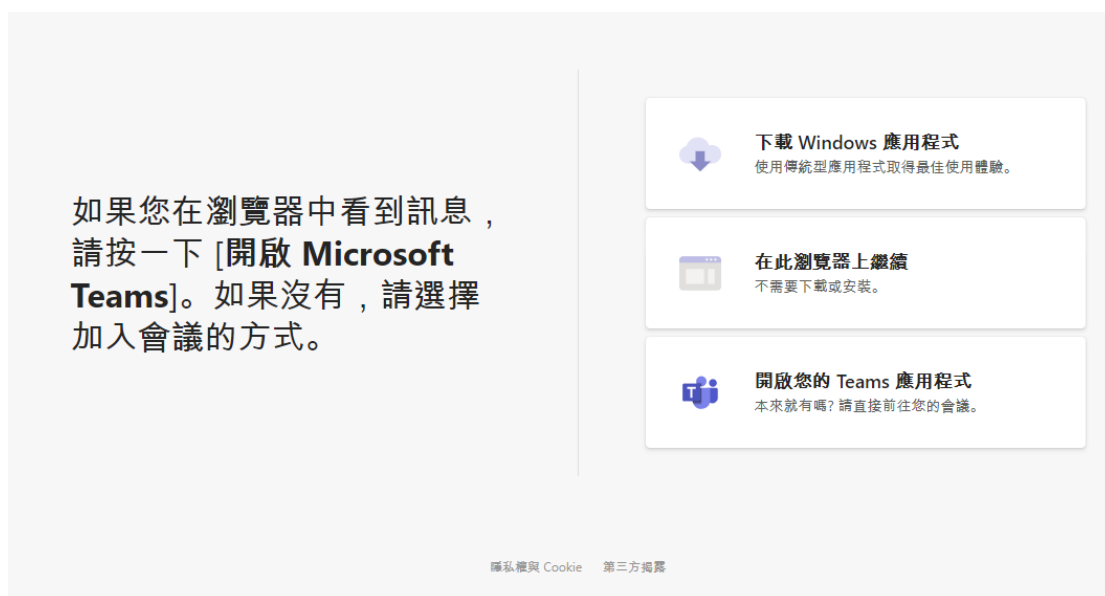 如果您在瀏覽器中看到訊息，
請按一下 [開啟 Microsoft
Teams]。如果沒有，請選擇
加入會議的方式。
下載 Windows 應用程式
使用傳統型應用程式取得最佳使用體驗。
在此瀏覽器上繼續
不需要下載或安裝。
開啟您的 Teams 應用程式
本來就有嗎? 請直接前往您的會議。
隱私權與 Cookie 第三方揭露